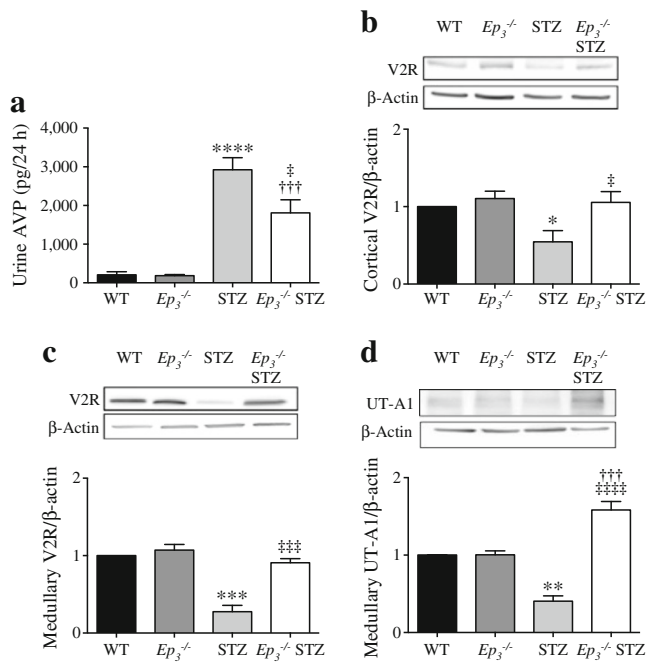 a
Urine AVP (pg/24 h)
4,000
3,000
2,000
1,000
0
****
‡
†††
WT Ep3-/- STZ Ep3-/- STZ
b
WT Ep3-/- STZ Ep3-/- STZ
V2R
β-Actin
Cortical V2R/β-actin
2
1
0
*
‡
WT Ep3-/- STZ Ep3-/- STZ
c
WT Ep3-/- STZ Ep3-/- STZ
V2R
β-Actin
Medullary V2R/β-actin
2
1
0
***
‡‡‡
WT Ep3-/- STZ Ep3-/- STZ
d
WT Ep3-/- STZ Ep3-/- STZ
UT-A1
β-Actin
Medullary UT-A1/β-actin
2
1
0
**
†††
‡‡‡‡
WT Ep3-/- STZ Ep3-/- STZ